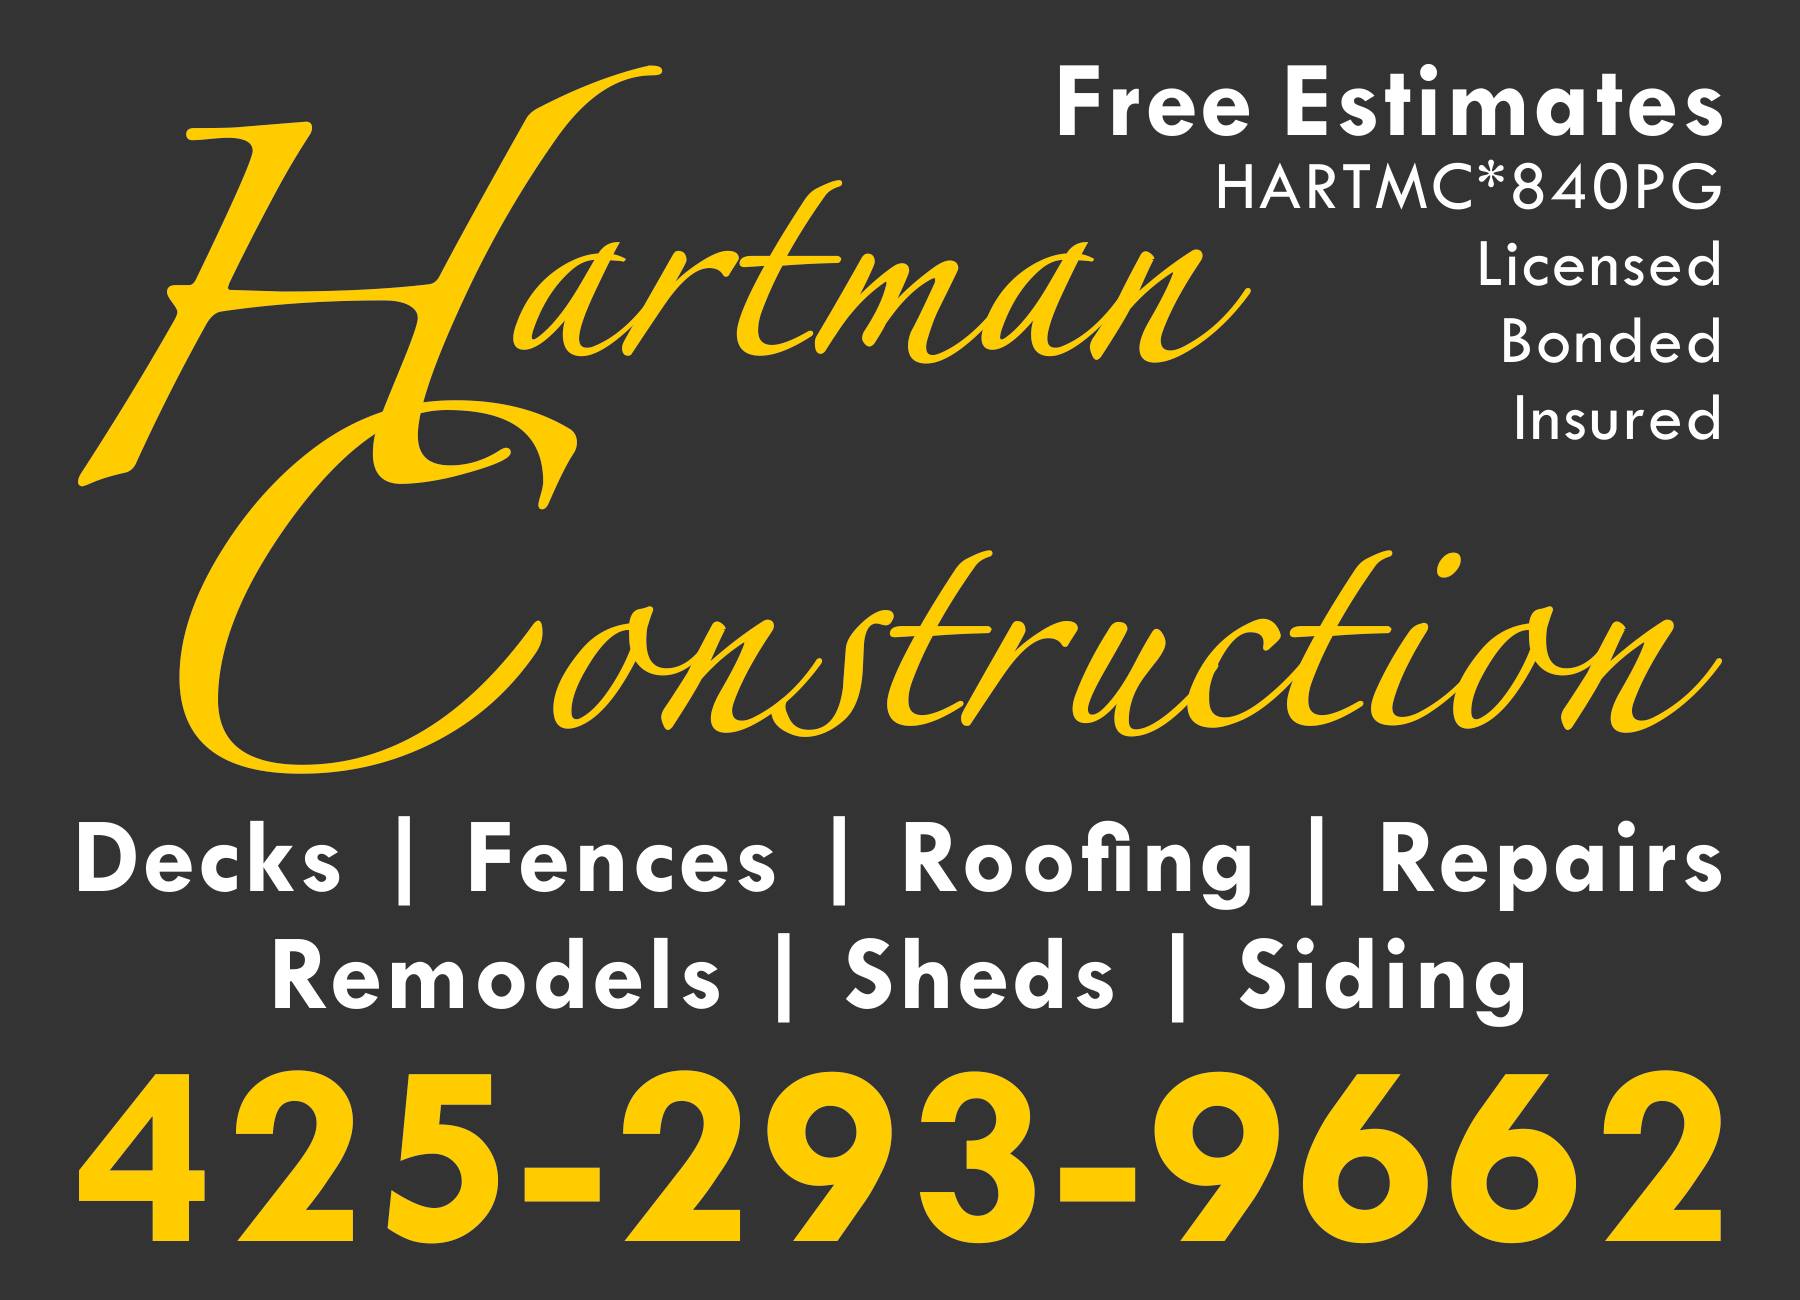 Free Estimates
HARTMC*840PG
Licensed
Bonded
Insured
Hartman
Construction
Decks | Fences | Roofing | Repairs
Remodels | Sheds | Siding
425-293-9662